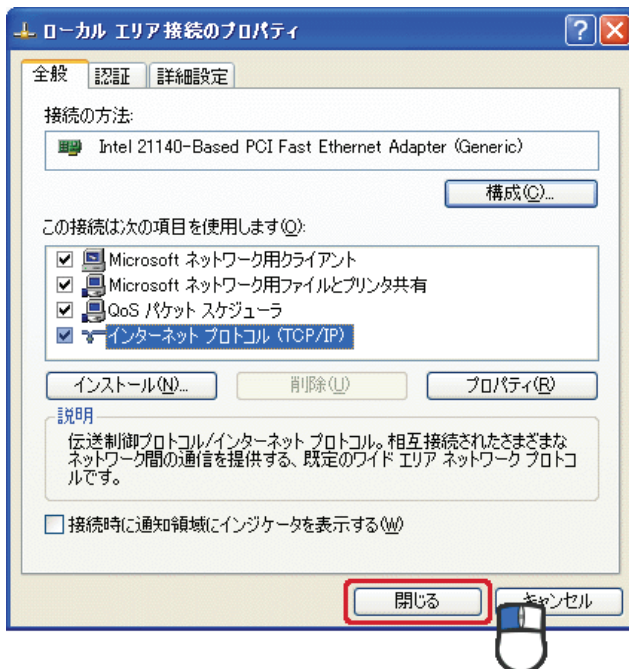 ローカル エリア接続のプロパティ
全般 認証 詳細設定
接続の方法:
Intel 21140-Based PCI Fast Ethernet Adapter (Generic)
構成(C)...
この接続は次の項目を使用します(O):
Microsoft ネットワーク用クライアント
Microsoft ネットワーク用ファイルとプリンタ共有
QoS パケット スケジューラ
インターネット プロトコル (TCP/IP)
インストール(N)... 削除(U) プロパティ(R)
説明
伝送制御プロトコル/インターネット プロトコル。相互接続されたさまざまな
ネットワーク間の通信を提供する、既定のワイド エリア ネットワーク プロトコ
ルです。
接続時に通知領域にインジケータを表示する(W)
閉じる キャンセル